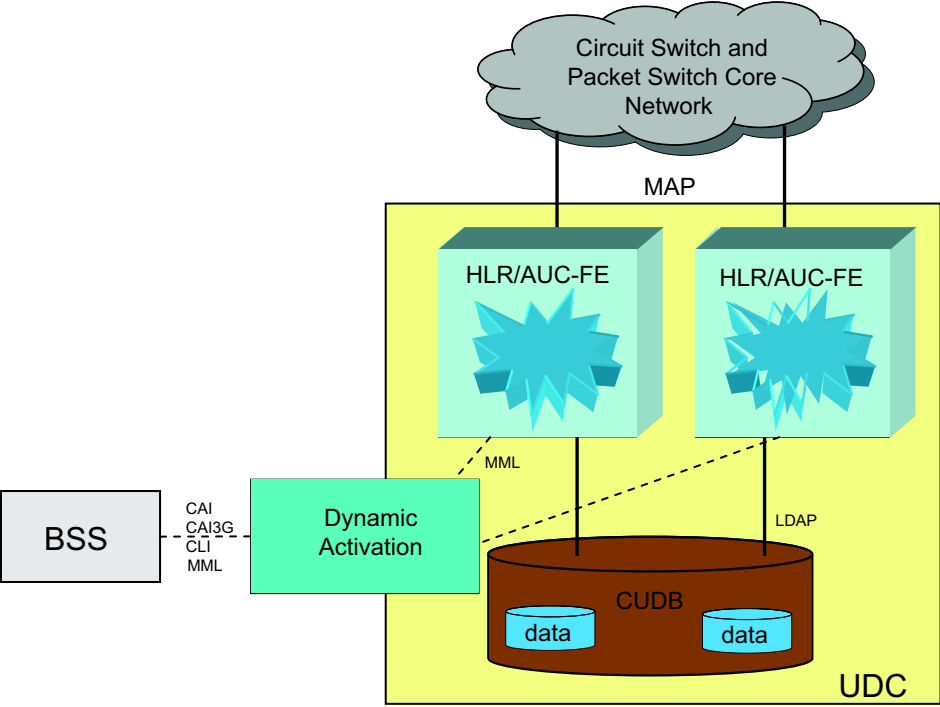 Circuit Switch and
Packet Switch Core
Network
MAP
HLR/AUC-FE
HLR/AUC-FE
MML
BSS
CAI
CAI3G
CLI
MML
Dynamic
Activation
LDAP
CUDB
data
data
UDC